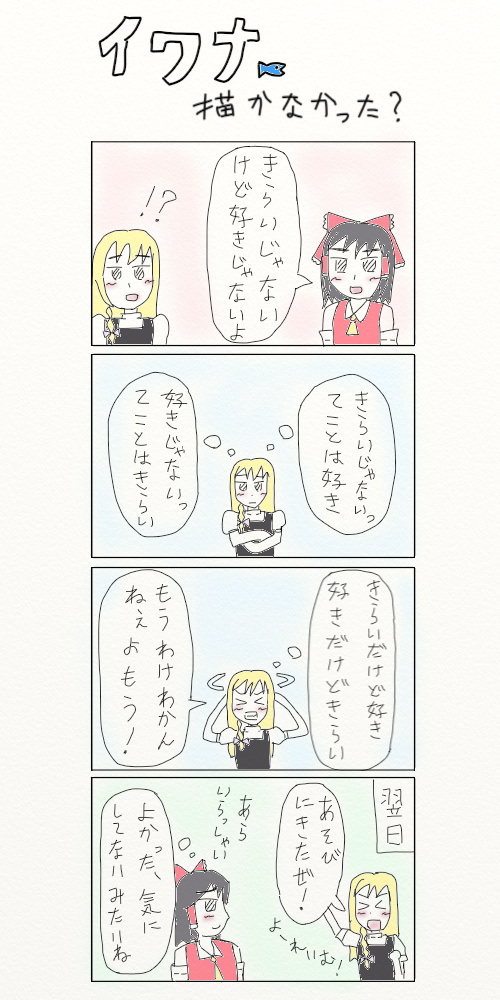 イワナ
描かなかった？
きらいじゃない
けど好きじゃないよ
!?
きらいじゃないっ
てことは好き
好きじゃないっ
てことはきらい
きらいだけど好き
好きだけどきらい
もうわけわかん
ねぇよもう！
翌日
あそび
にきたぜ！
よーれいむ！
あら
いらっしゃい
よかった、気に
してないみたいね